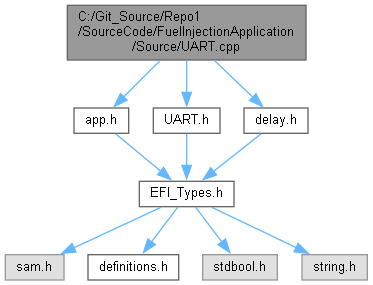 C:/Git_Source/Repo1
/SourceCode/FuelInjectionApplication
/Source/UART.cpp
app.h
UART.h
delay.h
EFI_Types.h
sam.h
definitions.h
stdbool.h
string.h